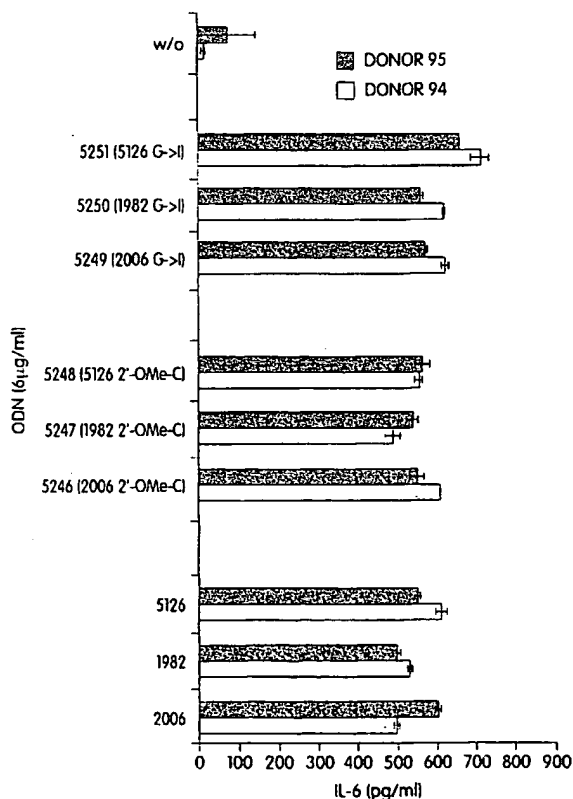 w/o
DONOR 95
DONOR 94
5251 (5126 G->I)
5250 (1982 G->I)
5249 (2006 G->I)
5248 (5126 2'-OMe-C)
5247 (1982 2'-OMe-C)
5246 (2006 2'-OMe-C)
5126
1982
2006
ODN (6µg/ml)
0 100 200 300 400 500 600 700 800 900
IL-6 (pg/ml)